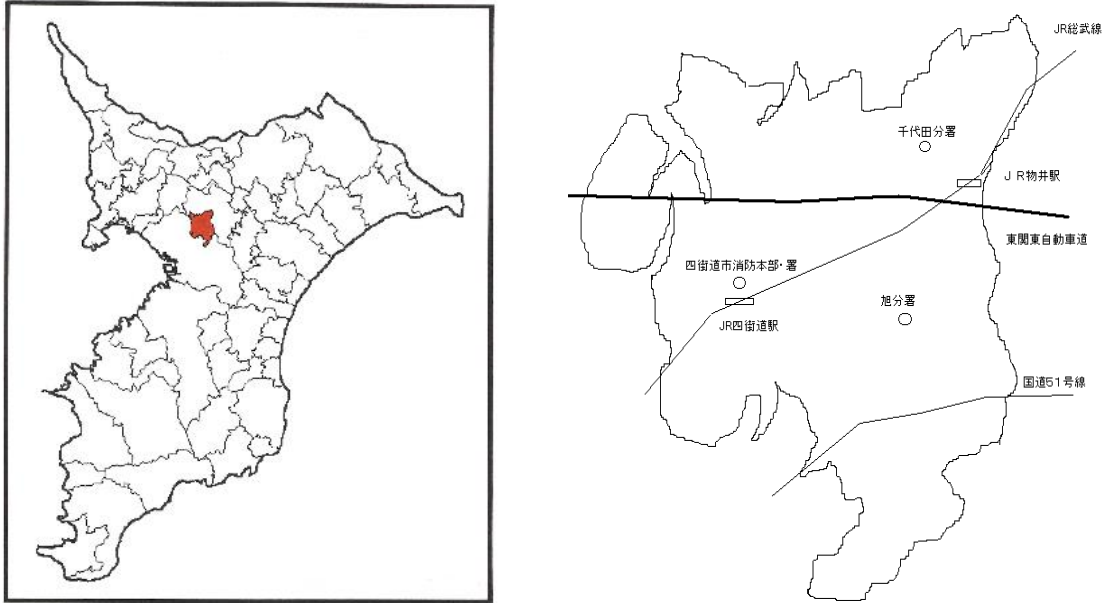 JR総武線
千代田分署
ＪＲ物井駅
東関東自動車道
四街道市消防本部・署
旭分署
JR四街道駅
国道51号線